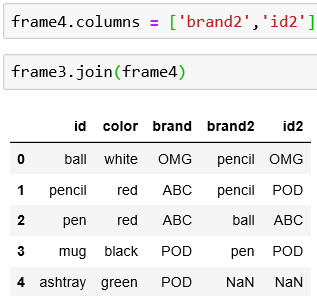 frame4.columns = ['brand2','id2']
frame3.join(frame4)
id color brand brand2 id2
0 ball white OMG pencil OMG
1 pencil red ABC pencil POD
2 pen red ABC ball ABC
3 mug black POD pen POD
4 ashtray green POD NaN NaN